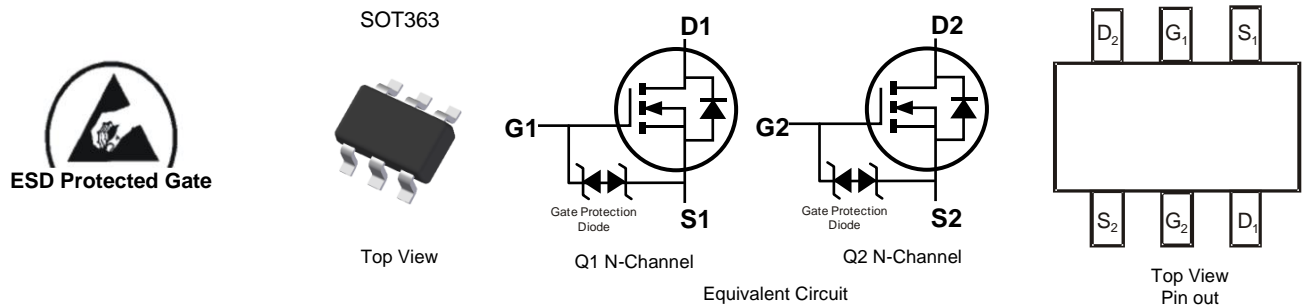 ESD Protected Gate
SOT363
Top View
D1
G1
S1
Gate Protection
Diode
Q1 N-Channel
D2
G2
S2
Gate Protection
Diode
Q2 N-Channel
Equivalent Circuit
D₂ G₁ S₁
S₂ G₂ D₁
Top View
Pin out